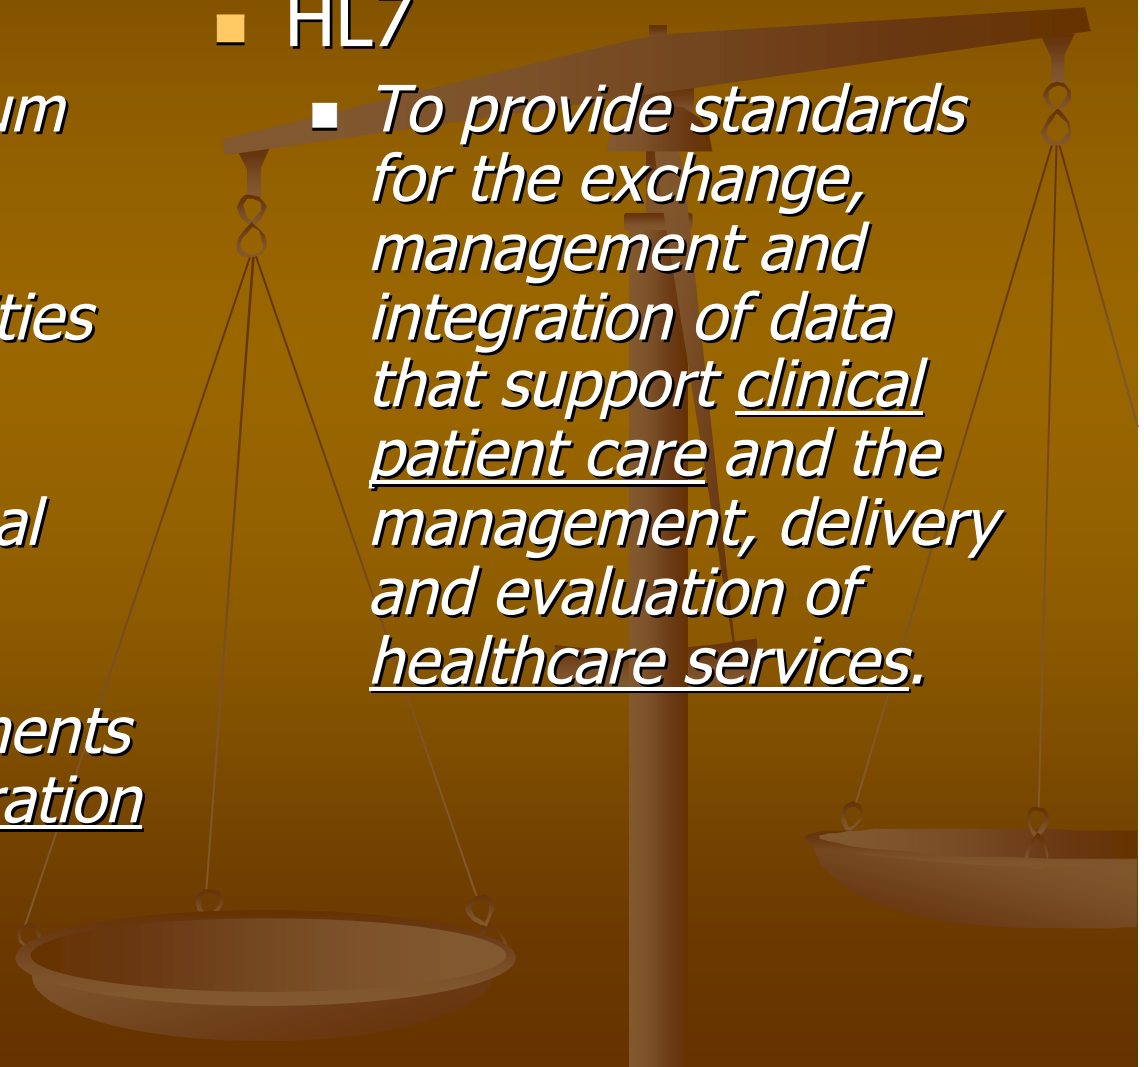 HL7
To provide standards
for the exchange,
management and
integration of data
that support clinical
patient care and the
management, delivery
and evaluation of
healthcare services.